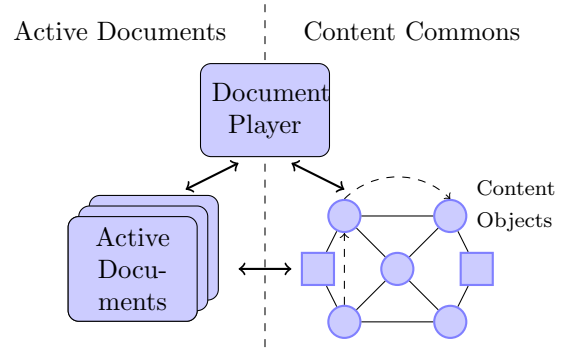 Active Documents
Content Commons
Document
Player
Content
Objects
Active
Docu-
ments